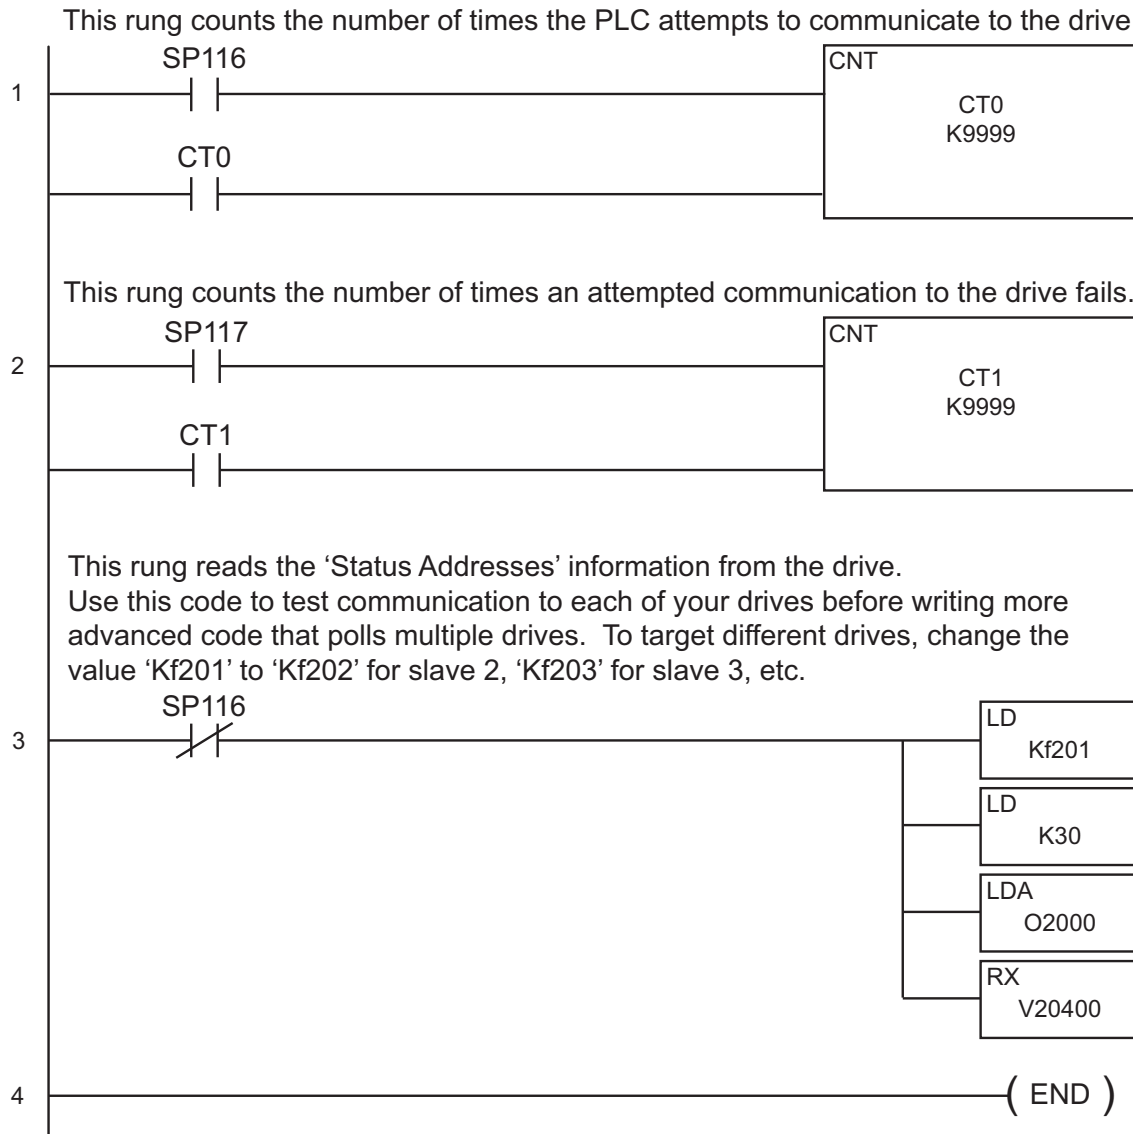 This rung counts the number of times the PLC attempts to communicate to the drive
SP116
CNT
1
CT0
K9999
CT0
This rung counts the number of times an attempted communication to the drive fails.
SP117
CNT
2
CT1
K9999
CT1
This rung reads the ‘Status Addresses’ information from the drive.
Use this code to test communication to each of your drives before writing more
advanced code that polls multiple drives.  To target different drives, change the
value ‘Kf201’ to ‘Kf202’ for slave 2, ‘Kf203’ for slave 3, etc.
SP116
3
LD
Kf201
LD
K30
LDA
O2000
RX
V20400
4
( END )